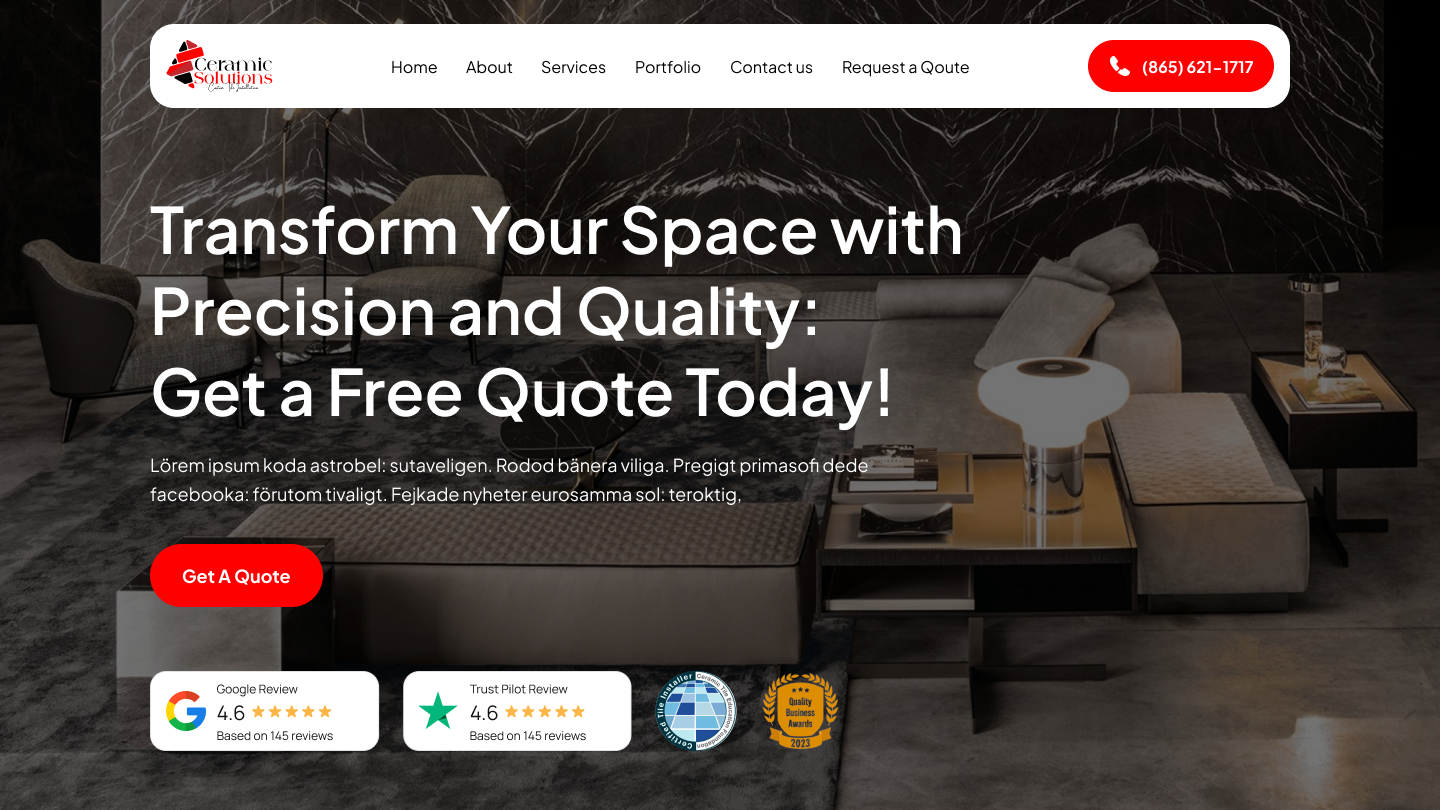 Ceramic
Solutions
Custom Tile Installation
Home About Services Portfolio Contact us Request a Qoute
(865) 621-1717
Transform Your Space with
Precision and Quality:
Get a Free Quote Today!
Lörem ipsum koda astrobel: sutaveligen. Rodod bänera viliga. Pregigt primasofi dede
facebooka: förutom tivaligt. Fejkade nyheter eurosamma sol: teroktig,
Get A Quote
Google Review
4.6
Based on 145 reviews
Trust Pilot Review
4.6
Based on 145 reviews
Certified Tile Installer
Ceramic Tile Education Foundation
Quality
Business
Awards
2023